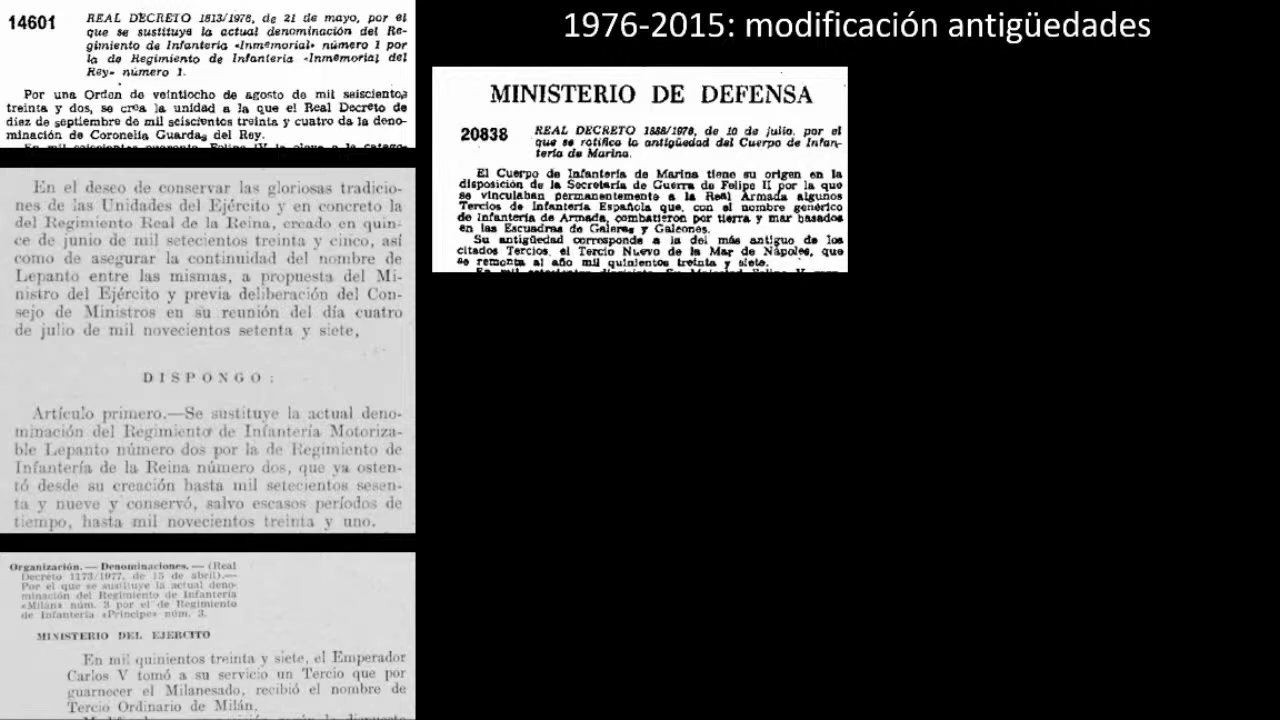 1976-2015: modificación antigüedades
14601
REAL DECRETO 1813/1978, de 21 de mayo, por el
que se sustituye la actual denominación del Re-
gimiento de Infantería «Inmemorial» número 1 por
la de Regimiento de Infantería «Inmemorial del
Rey» número 1.
Por una Orden de veintiocho de agosto de mil seiscientos
treinta y dos, se crea la unidad a la que el Real Decreto de
diez de septiembre de mil seiscientos treinta y cuatro da la deno-
minación de Coronelía Guardas del Rey.
En el deseo de conservar las gloriosas tradicio-
nes de las Unidades del Ejército y en concreto la
del Regimiento Real de la Reina, creado en quin-
ce de junio de mil setecientos treinta y cinco, así
como de asegurar la continuidad del nombre de
Lepanto entre las mismas, a propuesta del Mi-
nistro del Ejército y previa deliberación del Con-
sejo de Ministros en su reunión del día cuatro
de julio de mil novecientos setenta y siete,
DISPONGO:
Artículo primero.—Se sustituye la actual deno-
minación del Regimiento de Infantería Motoriza-
ble Lepanto número dos por la de Regimiento de
Infantería de la Reina número dos, que ya osten-
tó desde su creación hasta mil setecientos sesen-
ta y nueve y conservó, salvo escasos períodos de
tiempo, hasta mil novecientos treinta y uno.
Organización. — Denominaciones. — (Real
Decreto 1173/1977, de 15 de abril).—
Por el que se sustituye la actual deno-
minación del Regimiento de Infantería
«Milán» núm. 3 por el de Regimiento
de Infantería «Príncipe» núm. 3.
MINISTERIO DEL EJERCITO
En mil quinientos treinta y siete, el Emperador
Carlos V tomó a su servicio un Tercio que por
guarnecer el Milanesado, recibió el nombre de
Tercio Ordinario de Milán.
MINISTERIO DE DEFENSA
20838
REAL DECRETO 1888/1978, de 10 de julio, por el
que se ratifica la antigüedad del Cuerpo de Infan-
tería de Marina.
El Cuerpo de Infantería de Marina tiene su origen en la
disposición de la Secretaría de Guerra de Felipe II por la que
se vinculaban permanentemente a la Real Armada algunos
Tercios de Infantería Española que, con el nombre genérico
de Infantería de Armada, combatieron por tierra y mar basados
en las Escuadras de Galeras y Galeones.
Su antigüedad corresponde a la del más antiguo de los
citados Tercios, el Tercio Nuevo de la Mar de Nápoles, que
se remonta al año mil quinientos treinta y siete.